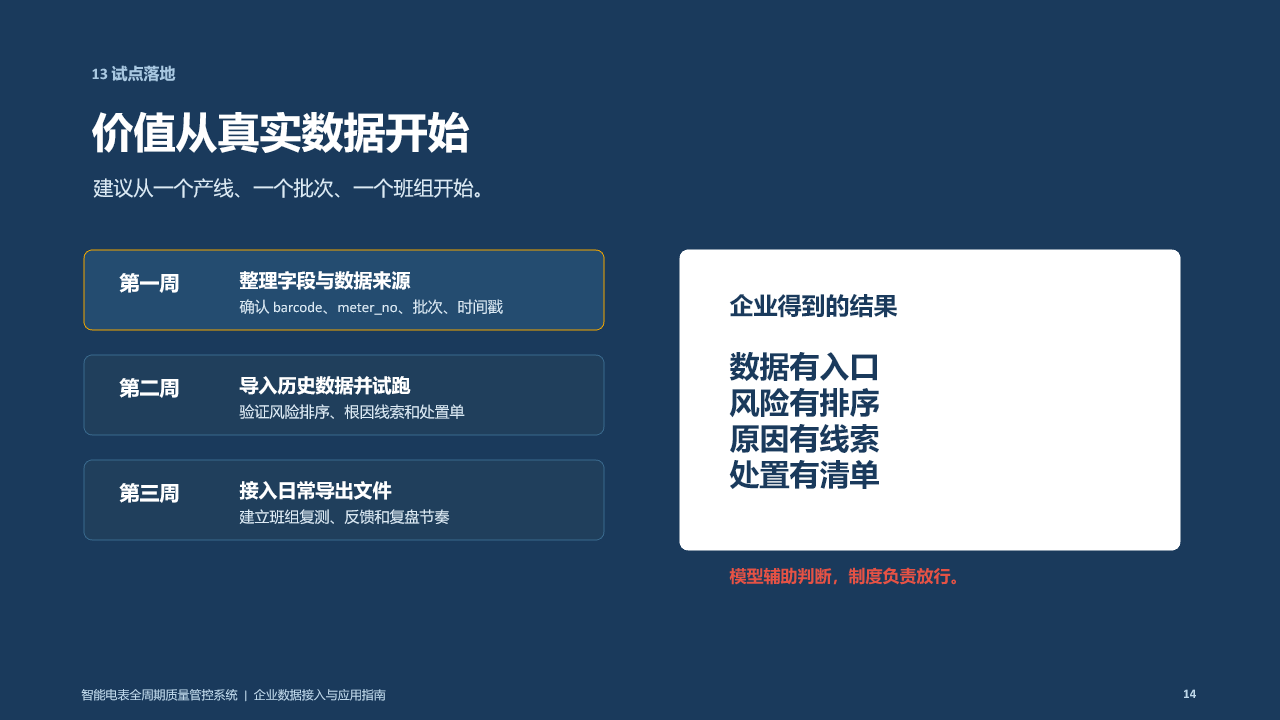 13 试点落地
价值从真实数据开始
建议从一个产线、一个批次、一个班组开始。
第一周
整理字段与数据来源
确认 barcode、meter_no、批次、时间戳
第二周
导入历史数据并试跑
验证风险排序、根因线索和处置单
第三周
接入日常导出文件
建立班组复测、反馈和复盘节奏
企业得到的结果
数据有入口
风险有排序
原因有线索
处置有清单
模型辅助判断，制度负责放行。
智能电表全周期质量管控系统 | 企业数据接入与应用指南
14